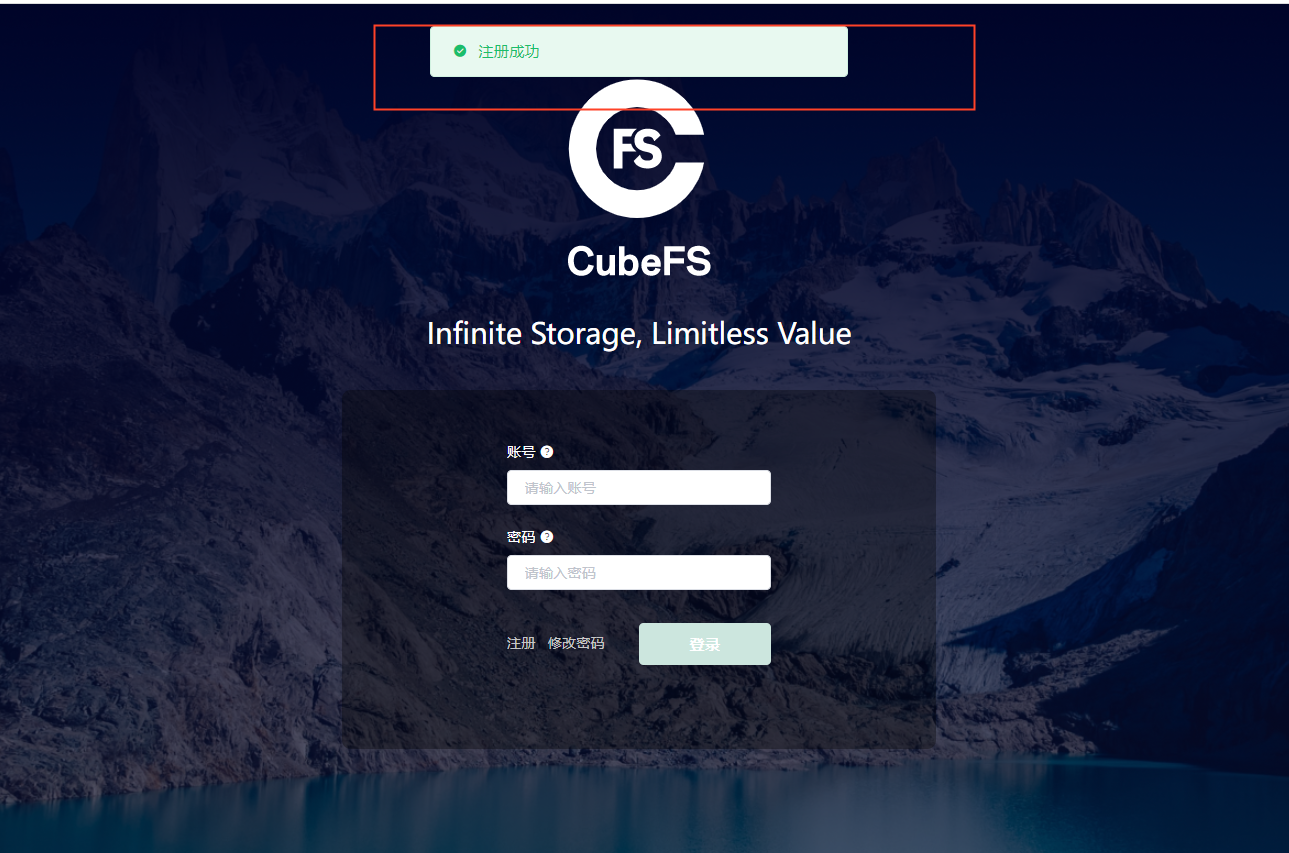 注册成功
FS
CubeFS
Infinite Storage, Limitless Value
账号 ?
请输入账号
密码 ?
请输入密码
注册 修改密码 登录